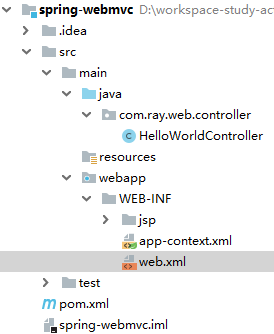 spring-webmvc D:\workspace-study-ac
.idea
src
main
java
com.ray.web.controller
HelloWorldController
resources
webapp
WEB-INF
jsp
app-context.xml
web.xml
test
pom.xml
spring-webmvc.iml